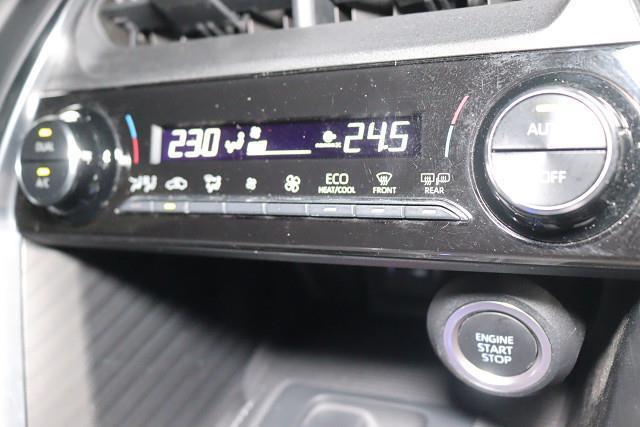 DUAL
A/C
23.0
24.5
ECO
HEAT/COOL
FRONT
REAR
AUTO
OFF
ENGINE
START
STOP